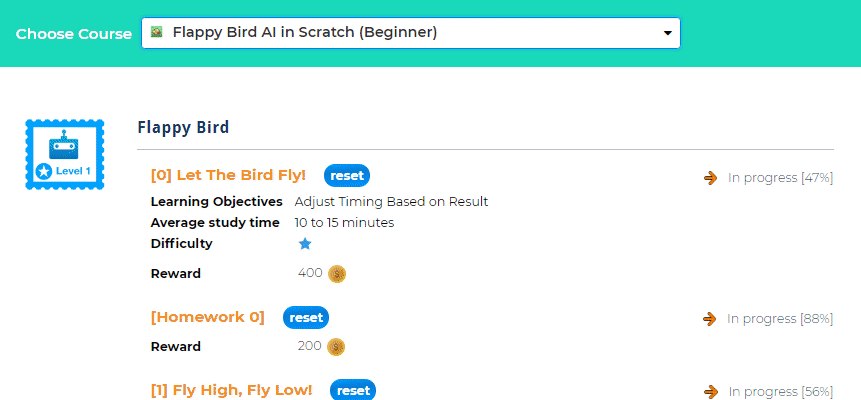 Choose Course
Flappy Bird AI in Scratch (Beginner)
Level 1
Flappy Bird
[0] Let The Bird Fly! reset In progress [47%]
Learning Objectives Adjust Timing Based on Result
Average study time 10 to 15 minutes
Difficulty
Reward 400
[Homework 0] reset In progress [88%]
Reward 200
[1] Fly High, Fly Low! reset In progress [56%]